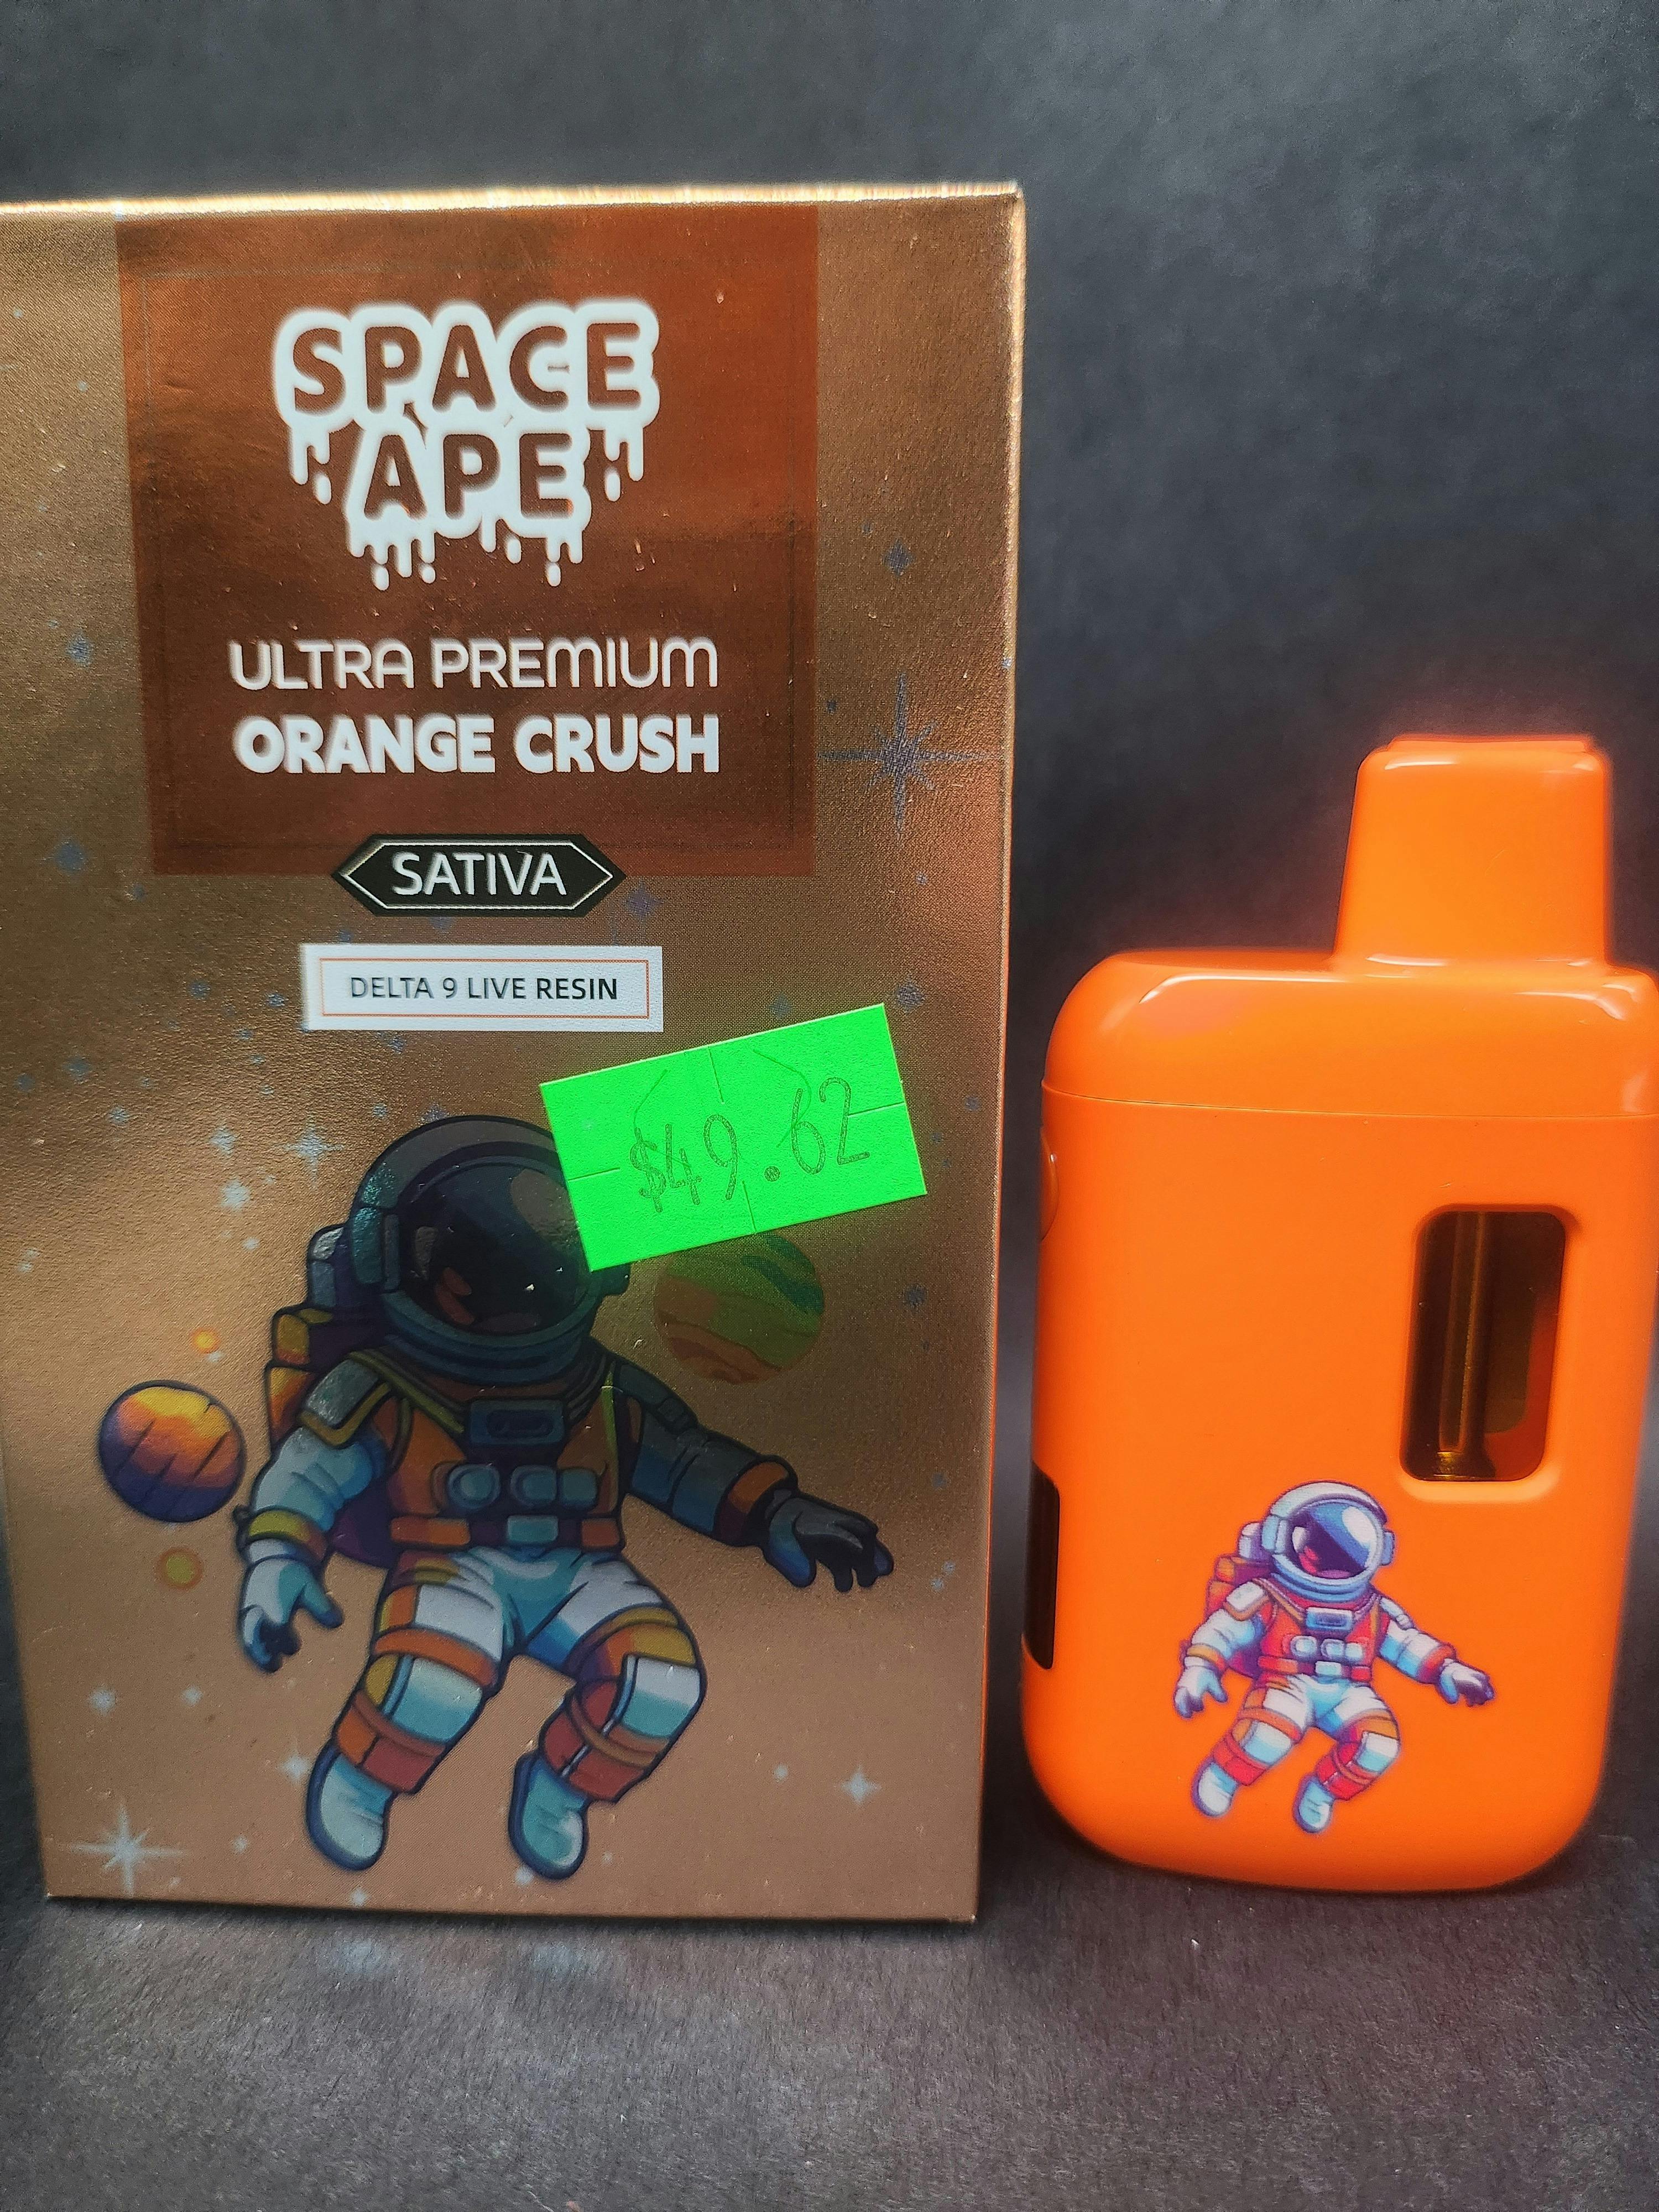 SPACE
APE
ULTRA PREMIUM
ORANGE CRUSH
SATIVA
DELTA 9 LIVE RESIN
$49.62